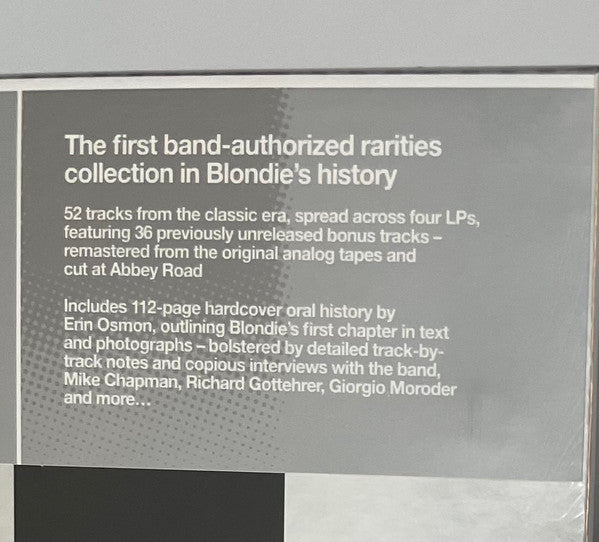 The first band-authorized rarities
collection in Blondie's history
52 tracks from the classic era, spread across four LPs,
featuring 36 previously unreleased bonus tracks –
remastered from the original analog tapes and
cut at Abbey Road
Includes 112-page hardcover oral history by
Erin Osmon, outlining Blondie's first chapter in text
and photographs – bolstered by detailed track-by-
track notes and copious interviews with the band,
Mike Chapman, Richard Gottehrer, Giorgio Moroder
and more...